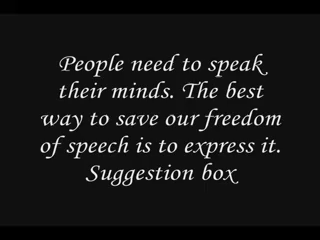 People need to speak
their minds. The best
way to save our freedom
of speech is to express it.
Suggestion box